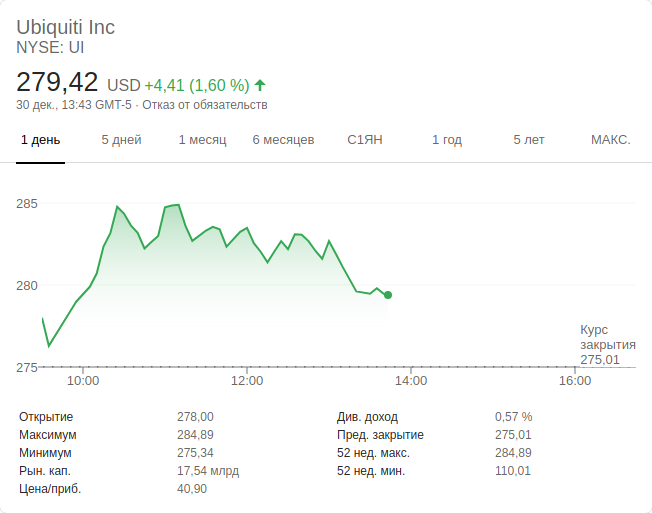 Ubiquiti Inc
NYSE: UI
279,42 USD +4,41 (1,60 %)
30 дек., 13:43 GMT-5 · Отказ от обязательств
1 день 5 дней 1 месяц 6 месяцев С1ЯН 1 год 5 лет МАКС.
285
280
275
Курс
закрытия
275,01
10:00 12:00 14:00 16:00
Открытие 278,00 Див. доход 0,57 %
Максимум 284,89 Пред. закрытие 275,01
Минимум 275,34 52 нед. макс. 284,89
Рын. кап. 17,54 млрд 52 нед. мин. 110,01
Цена/приб. 40,90